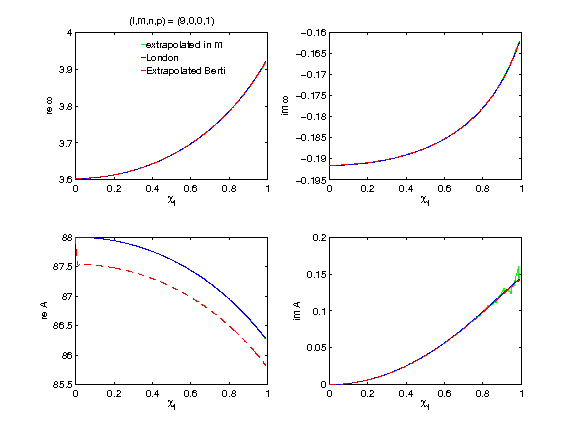 (l,m,n,p) = (9,0,0,1)
4
3.9
3.8
3.7
3.6
re ω
0 0.2 0.4 0.6 0.8 1
χf
extrapolated in M
London
Extrapolated Berti
−0.16
−0.165
−0.17
−0.175
−0.18
−0.185
−0.19
−0.195
im ω
0 0.2 0.4 0.6 0.8 1
χf
88
87.5
87
86.5
86
85.5
re A
0 0.2 0.4 0.6 0.8 1
χf
0.2
0.15
0.1
0.05
0
im A
0 0.2 0.4 0.6 0.8 1
χf